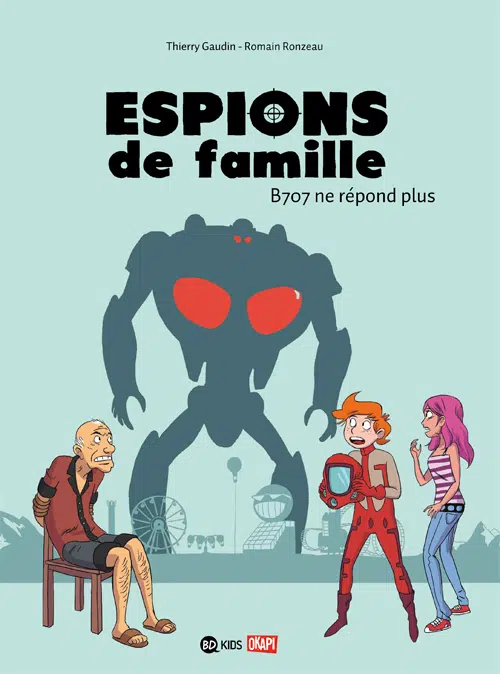 Thierry Gaudin - Romain Ronzeau
ESPIONS
de famille
B707 ne répond plus
BD KIDS OKAPI